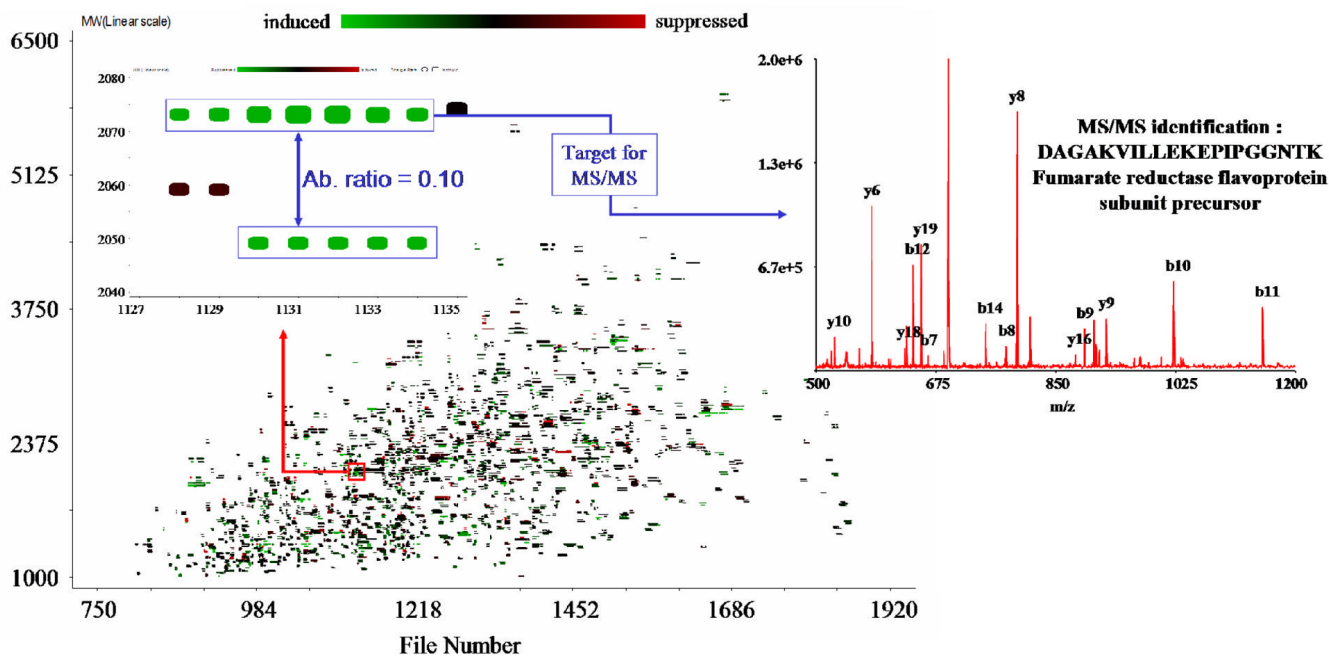 MW(Linear scale)
induced
suppressed
6500
5125
3750
2375
1000
750
984
1218
1452
1686
1920
File Number
2080
2070
2060
2050
2040
1127
1129
1131
1133
1135
Ab. ratio = 0.10
Target for
MS/MS
2.0e+6
1.3e+6
6.7e+5
y10
y6
y18
b12
y19
b7
b14
b8
y8
y16
b9
y9
b10
b11
500
675
850
1025
1200
m/z
MS/MS identification :
DAGAKVILLEKEPIPGGNTK
Fumarate reductase flavoprotein
subunit precursor